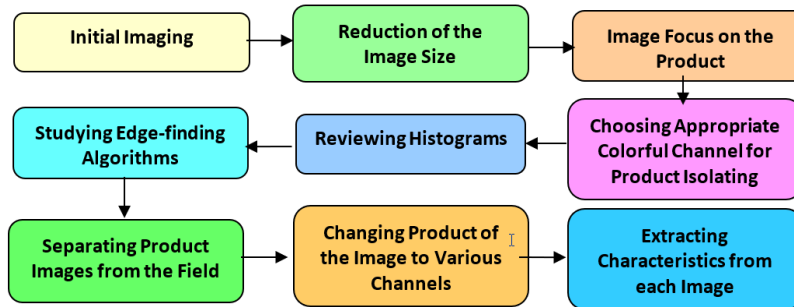 Initial Imaging
Reduction of the
Image Size
Image Focus on the
Product
Choosing Appropriate
Colorful Channel for
Product Isolating
Reviewing Histograms
Studying Edge-finding
Algorithms
Separating Product
Images from the Field
Changing Product of
the Image to Various
Channels
Extracting
Characteristics from
each Image